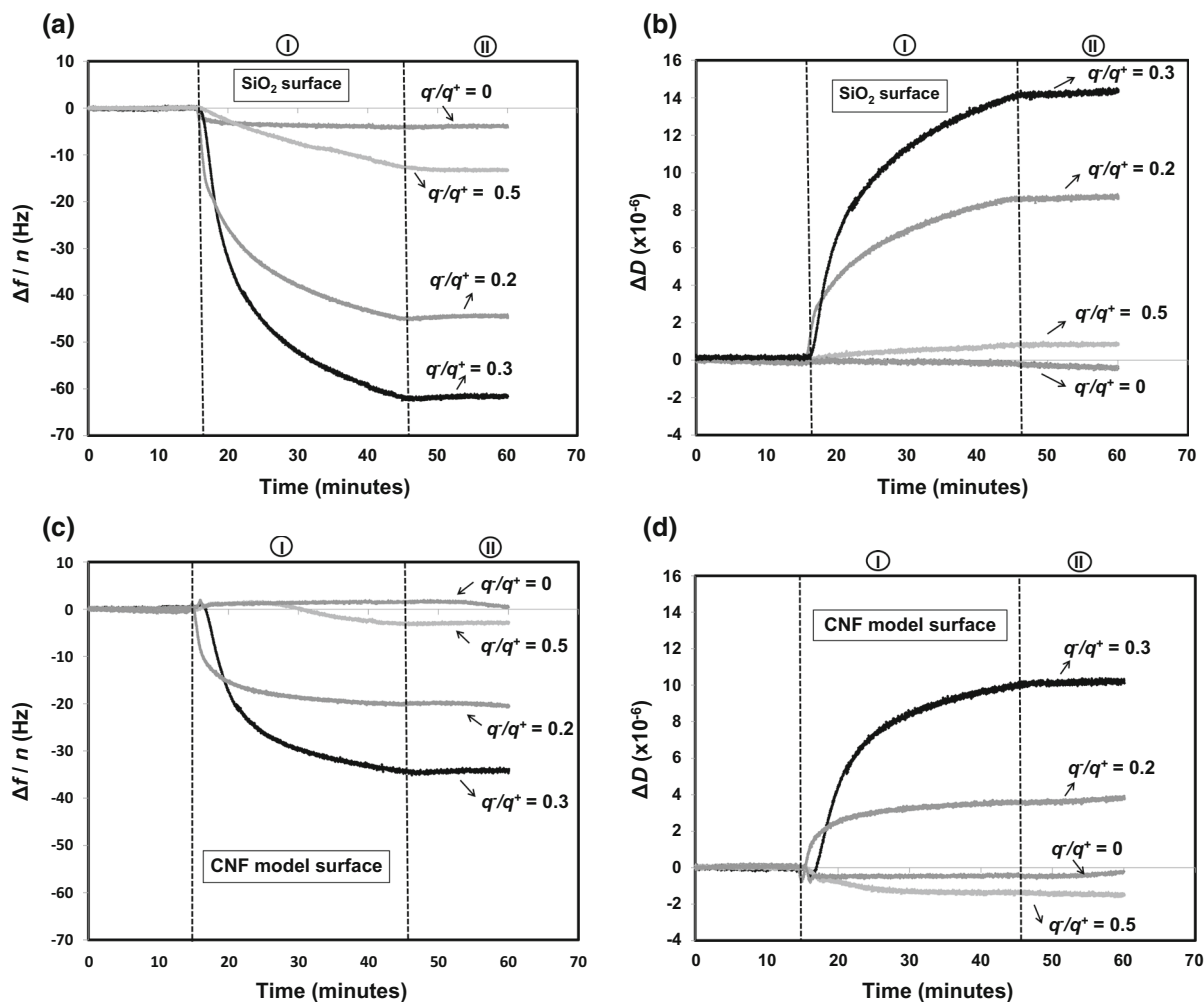 (a)
Ⓘ
Ⅱ
SiO₂ surface
q⁻/q⁺ = 0
q⁻/q⁺ = 0.5
q⁻/q⁺ = 0.2
q⁻/q⁺ = 0.3
10
0
-10
-20
-30
-40
-50
-60
-70
Δf / n (Hz)
0 10 20 30 40 50 60 70
Time (minutes)
(b)
Ⓘ
Ⅱ
SiO₂ surface
q⁻/q⁺ = 0.3
q⁻/q⁺ = 0.2
q⁻/q⁺ = 0.5
q⁻/q⁺ = 0
16
14
12
10
8
6
4
2
0
-2
-4
ΔD (x10⁻⁶)
0 10 20 30 40 50 60 70
Time (minutes)
(c)
Ⓘ
Ⅱ
q⁻/q⁺ = 0
q⁻/q⁺ = 0.5
q⁻/q⁺ = 0.2
q⁻/q⁺ = 0.3
CNF model surface
10
0
-10
-20
-30
-40
-50
-60
-70
Δf / n (Hz)
0 10 20 30 40 50 60 70
Time (minutes)
(d)
Ⓘ
Ⅱ
CNF model surface
q⁻/q⁺ = 0.3
q⁻/q⁺ = 0.2
q⁻/q⁺ = 0
q⁻/q⁺ = 0.5
16
14
12
10
8
6
4
2
0
-2
-4
ΔD (x10⁻⁶)
0 10 20 30 40 50 60 70
Time (minutes)